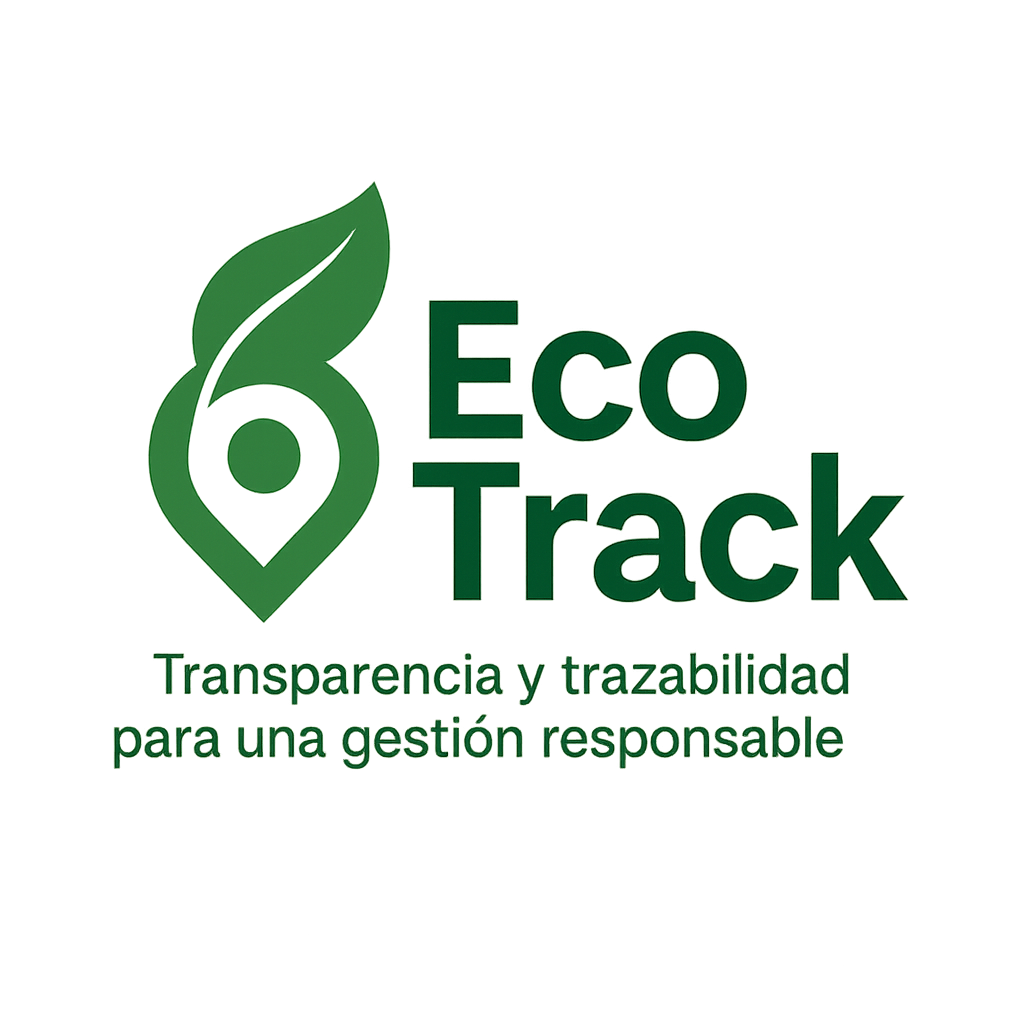 Eco
Track
Transparencia y trazabilidad
para una gestión responsable